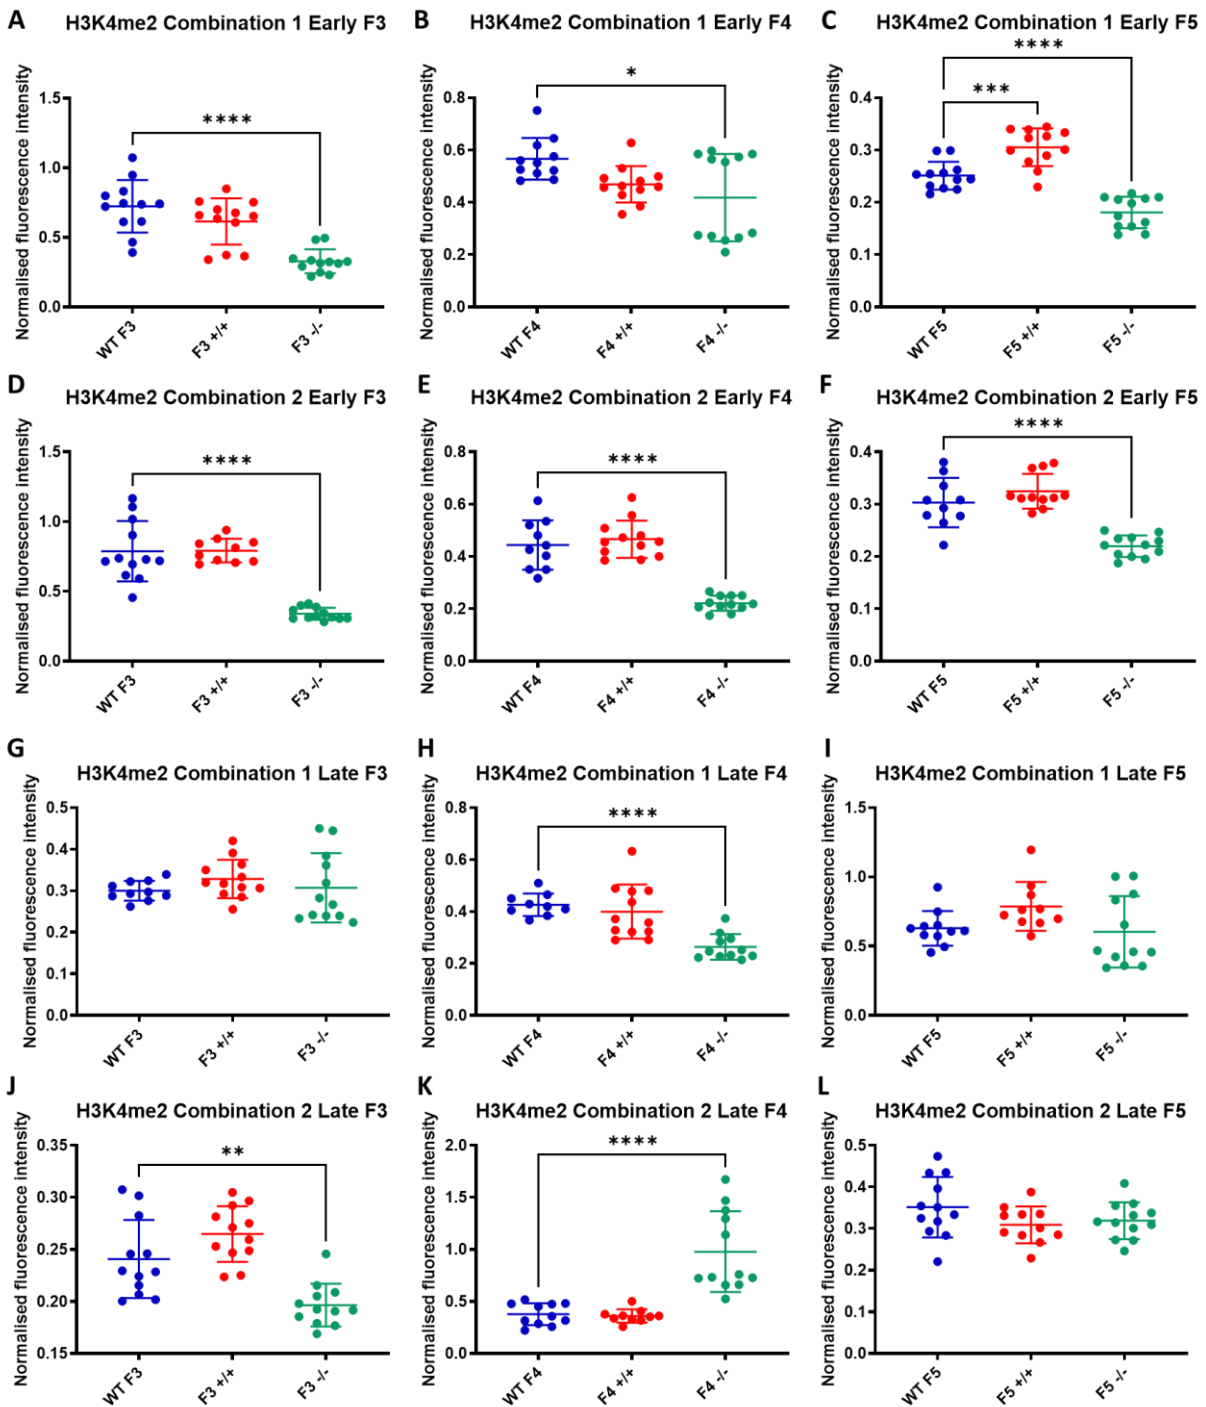 A
H3K4me2 Combination 1 Early F3
Normalised fluorescence intensity
1.5
1.0
0.5
0.0
****
WT F3
F3 +/+
F3 -/-
B
H3K4me2 Combination 1 Early F4
Normalised fluorescence intensity
0.8
0.6
0.4
0.2
0.0
*
WT F4
F4 +/+
F4 -/-
C
H3K4me2 Combination 1 Early F5
Normalised fluorescence intensity
0.4
0.3
0.2
0.1
0.0
****
***
WT F5
F5 +/+
F5 -/-
D
H3K4me2 Combination 2 Early F3
Normalised fluorescence intensity
1.5
1.0
0.5
0.0
****
WT F3
F3 +/+
F3 -/-
E
H3K4me2 Combination 2 Early F4
Normalised fluorescence intensity
0.8
0.6
0.4
0.2
0.0
****
WT F4
F4 +/+
F4 -/-
F
H3K4me2 Combination 2 Early F5
Normalised fluorescence intensity
0.4
0.3
0.2
0.1
0.0
****
WT F5
F5 +/+
F5 -/-
G
H3K4me2 Combination 1 Late F3
Normalised fluorescence intensity
0.5
0.4
0.3
0.2
0.1
0.0
WT F3
F3 +/+
F3 -/-
H
H3K4me2 Combination 1 Late F4
Normalised fluorescence intensity
0.8
0.6
0.4
0.2
0.0
****
WT F4
F4 +/+
F4 -/-
I
H3K4me2 Combination 1 Late F5
Normalised fluorescence intensity
1.5
1.0
0.5
0.0
WT F5
F5 +/+
F5 -/-
J
H3K4me2 Combination 2 Late F3
Normalised fluorescence intensity
0.35
0.30
0.25
0.20
0.15
**
WT F3
F3 +/+
F3 -/-
K
H3K4me2 Combination 2 Late F4
Normalised fluorescence intensity
2.0
1.5
1.0
0.5
0.0
****
WT F4
F4 +/+
F4 -/-
L
H3K4me2 Combination 2 Late F5
Normalised fluorescence intensity
0.5
0.4
0.3
0.2
0.1
0.0
WT F5
F5 +/+
F5 -/-